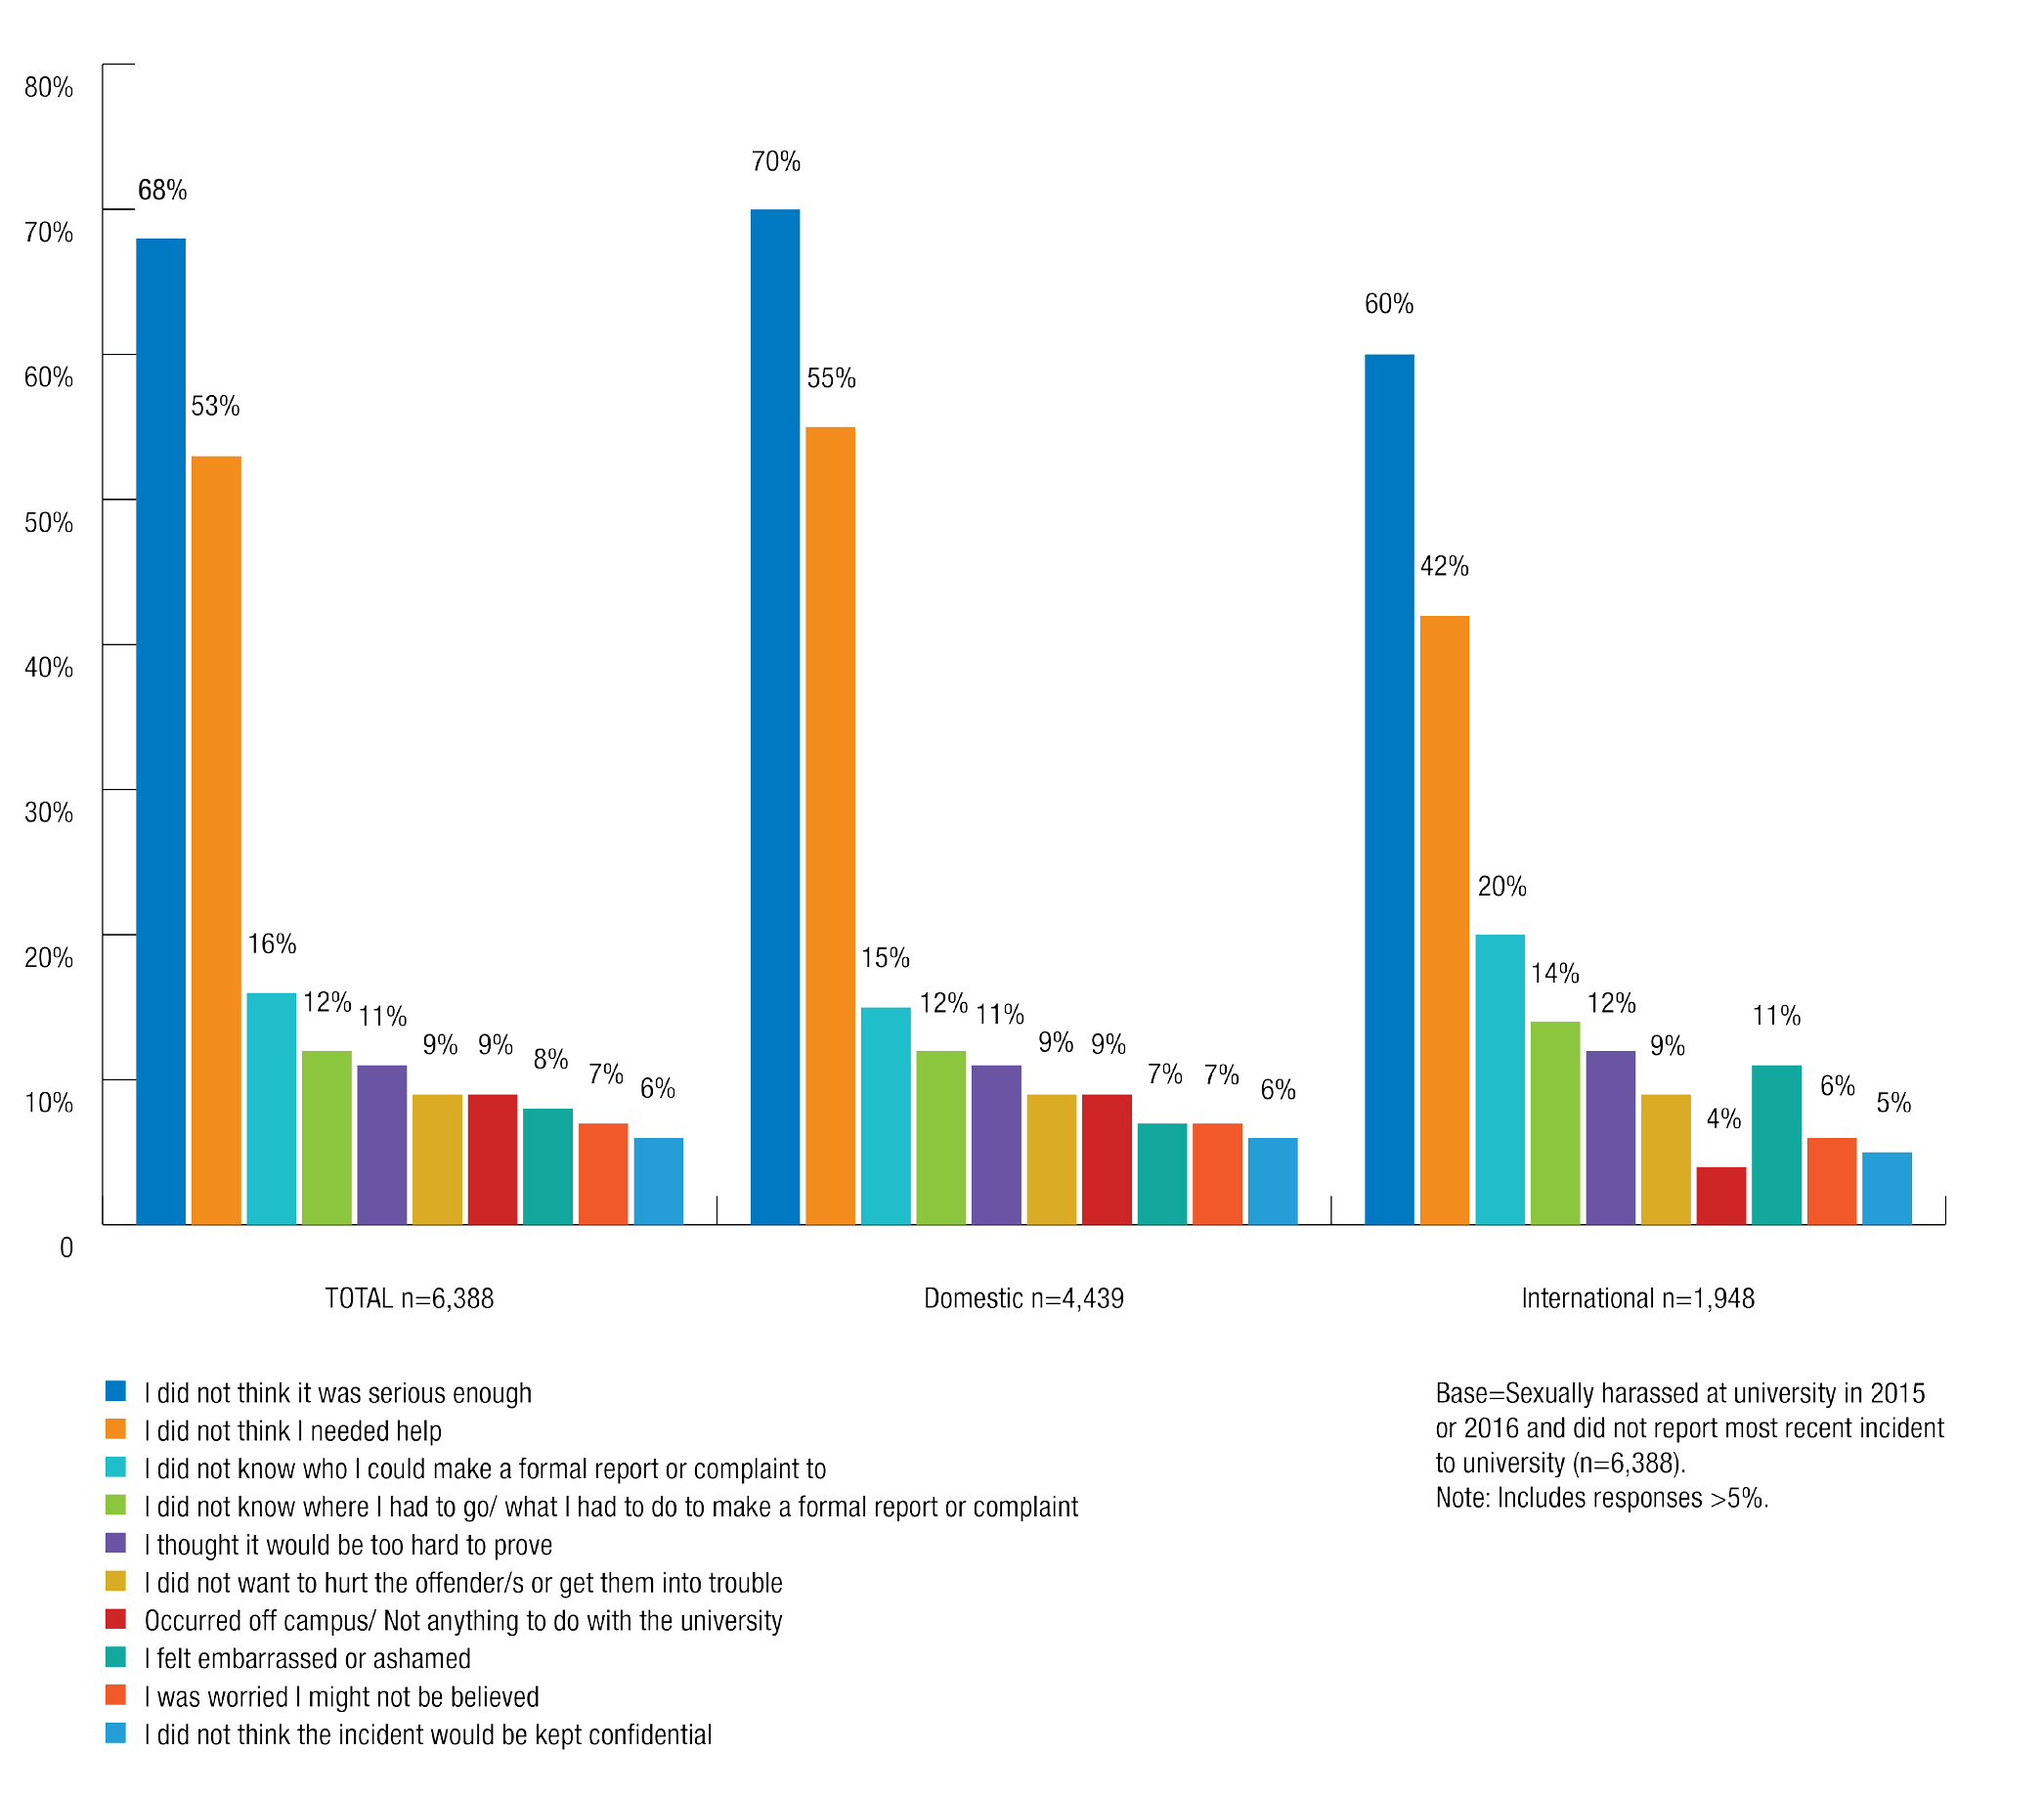 80%
70%
60%
50%
40%
30%
20%
10%
0
68%
53%
16%
12%
11%
9%
9%
8%
7%
6%
70%
55%
15%
12%
11%
9%
9%
7%
7%
6%
60%
42%
20%
14%
12%
9%
4%
11%
6%
5%
TOTAL n=6,388
Domestic n=4,439
International n=1,948
I did not think it was serious enough
I did not think I needed help
I did not know who I could make a formal report or complaint to
I did not know where I had to go/ what I had to do to make a formal report or complaint
I thought it would be too hard to prove
I did not want to hurt the offender/s or get them into trouble
Occurred off campus/ Not anything to do with the university
I felt embarrassed or ashamed
I was worried I might not be believed
I did not think the incident would be kept confidential
Base=Sexually harassed at university in 2015
or 2016 and did not report most recent incident
to university (n=6,388).
Note: Includes responses >5%.